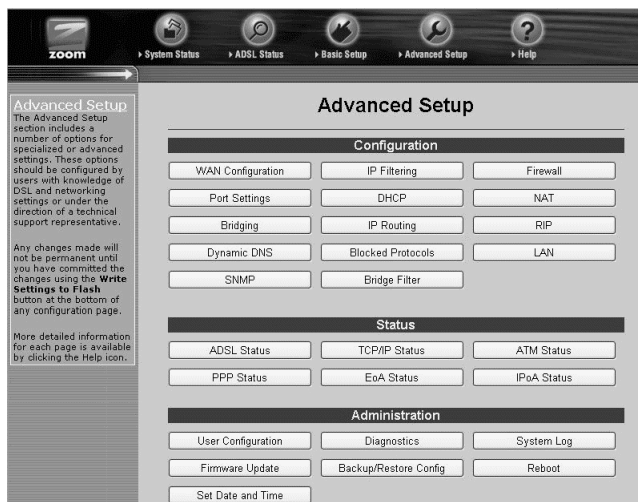 zoom
System Status
ADSL Status
Basic Setup
Advanced Setup
Help
Advanced Setup
The Advanced Setup
section includes a
number of options for
specialized or advanced
settings. These options
should be configured by
users with knowledge of
DSL and networking
settings or under the
direction of a technical
support representative.
Any changes made will
not be permanent until
you have committed the
changes using the Write
Settings to Flash
button at the bottom of
any configuration page.
More detailed information
for each page is available
by clicking the Help icon.
Advanced Setup
Configuration
WAN Configuration
IP Filtering
Firewall
Port Settings
DHCP
NAT
Bridging
IP Routing
RIP
Dynamic DNS
Blocked Protocols
LAN
SNMP
Bridge Filter
Status
ADSL Status
TCP/IP Status
ATM Status
PPP Status
EoA Status
IPoA Status
Administration
User Configuration
Diagnostics
System Log
Firmware Update
Backup/Restore Config
Reboot
Set Date and Time